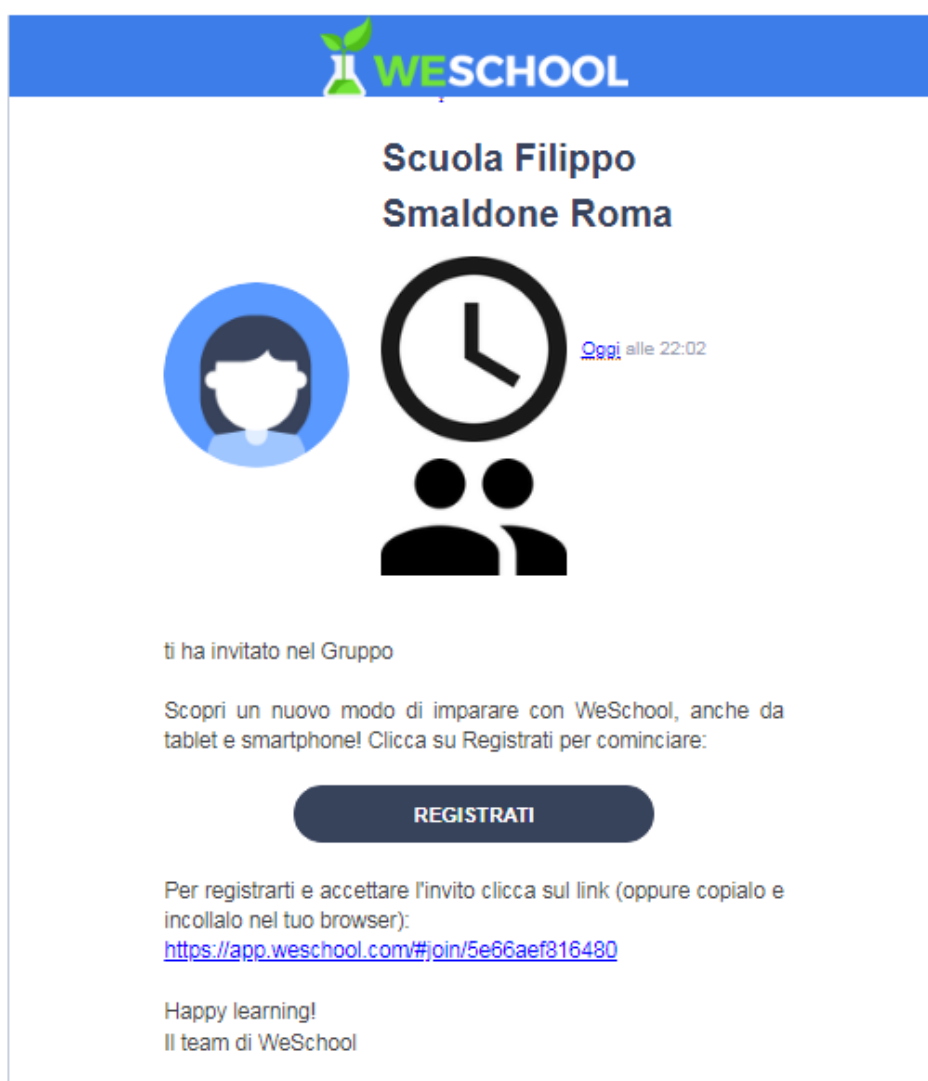 WESCHOOL
Scuola Filippo
Smaldone Roma
Oggi alle 22:02
ti ha invitato nel Gruppo
Scopri un nuovo modo di imparare con WeSchool, anche da
tablet e smartphone! Clicca su Registrati per cominciare:
REGISTRATI
Per registrarti e accettare l'invito clicca sul link (oppure copialo e
incollalo nel tuo browser):
https://app.weschool.com/#join/5e66aef816480
Happy learning!
Il team di WeSchool